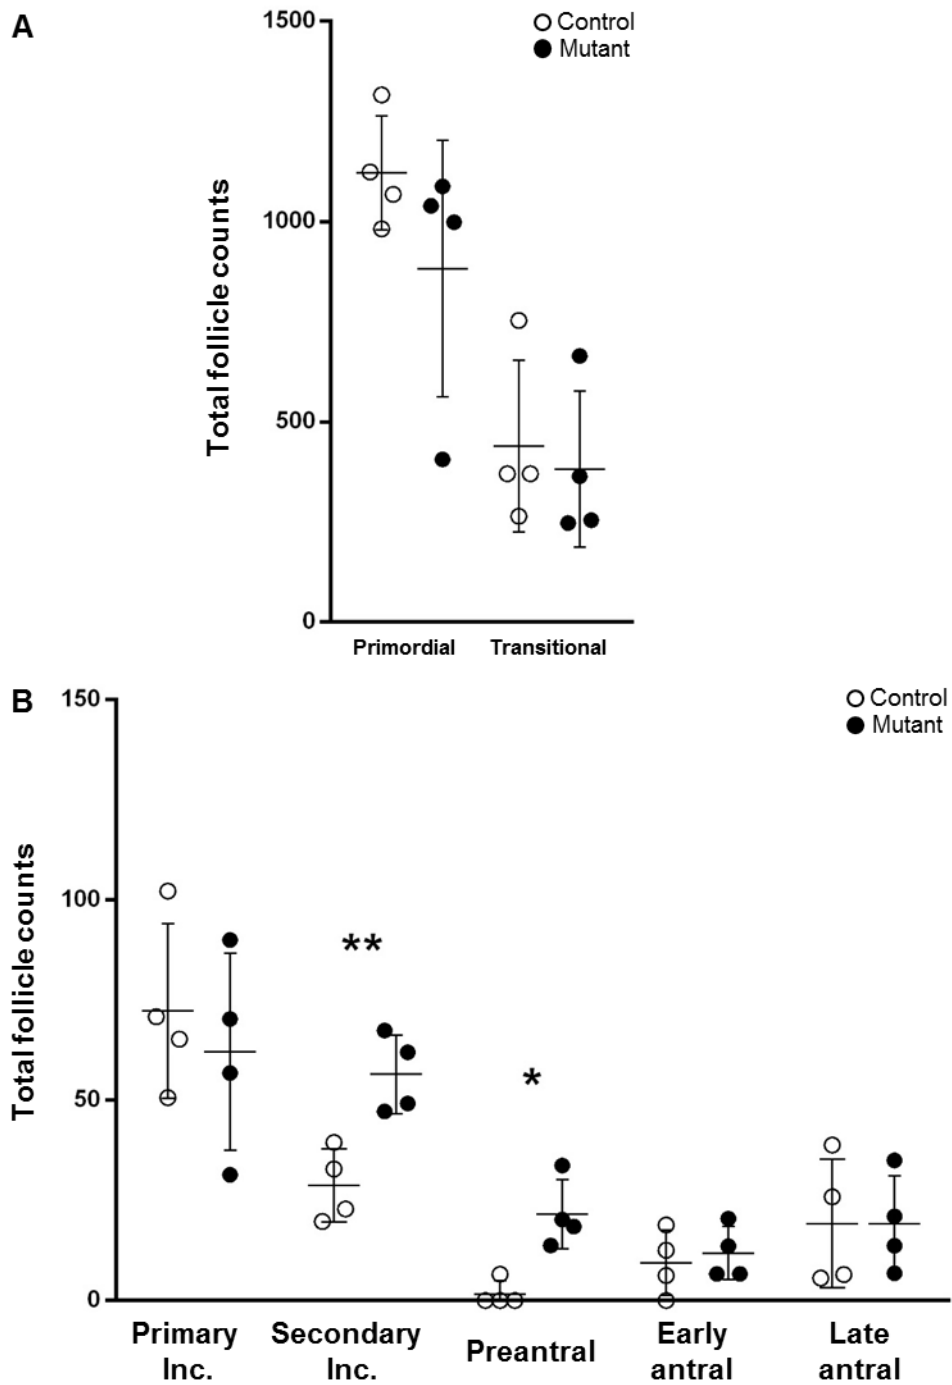 A
1500
Control
Mutant
Total follicle counts
1000
500
0
Primordial
Transitional
B
150
Control
Mutant
Total follicle counts
100
**
50
*
0
Primary
Inc.
Secondary
Inc.
Preantral
Early
antral
Late
antral